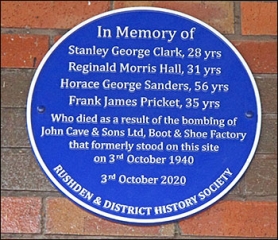 In Memory of
Stanley George Clark, 28 yrs
Reginald Morris Hall, 31 yrs
Horace George Sanders, 56 yrs
Frank James Pricket, 35 yrs
Who died as a result of the bombing of
John Cave & Sons Ltd, Boot & Shoe Factory
that formerly stood on this site
on 3rd October 1940
3rd October 2020
RUSHDEN & DISTRICT HISTORY SOCIETY